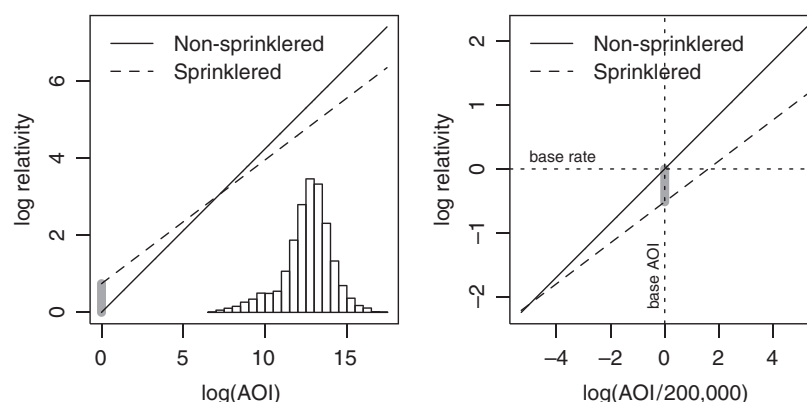 Non-sprinklered
Sprinklered
log relativity
6
4
2
0
0 5 10 15
log(AOI)
Non-sprinklered
Sprinklered
log relativity
2
1
0
−1
−2
base rate
base AOI
−4 −2 0 2 4
log(AOI/200,000)